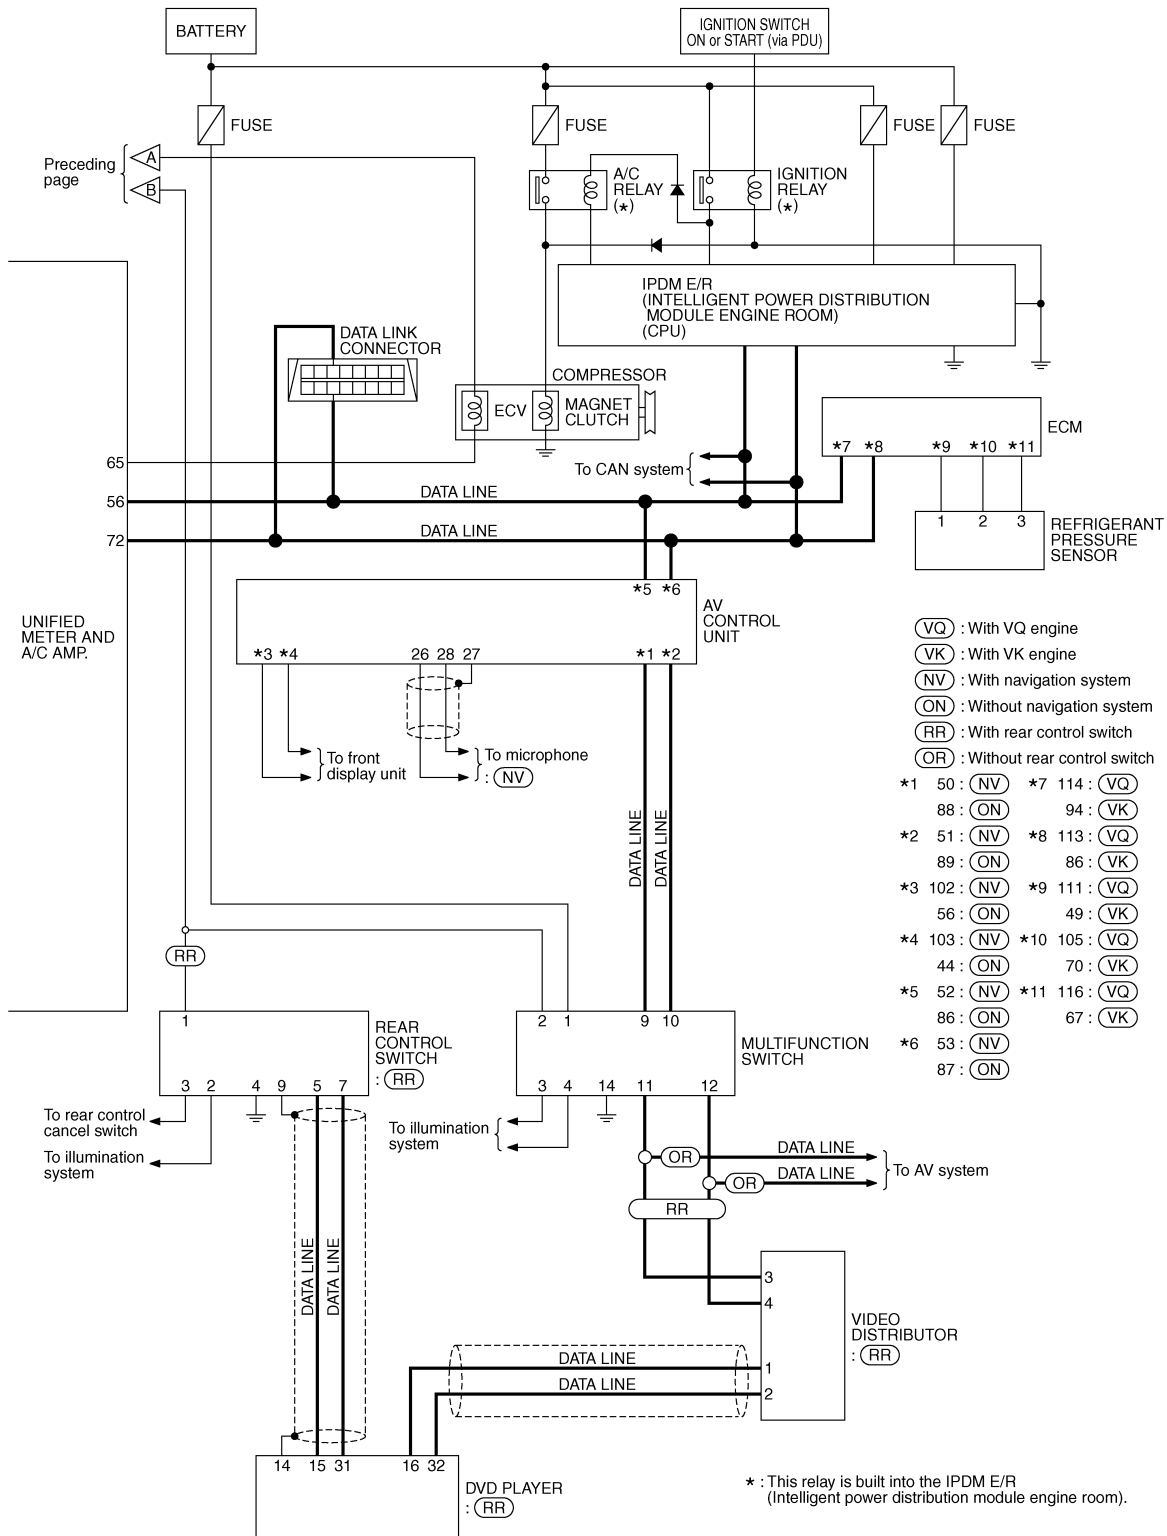 BATTERY
IGNITION SWITCH
ON or START (via PDU)
FUSE
FUSE
FUSE
FUSE
Preceding
page
A
B
A/C
RELAY
(*)
IGNITION
RELAY
(*)
IPDM E/R
(INTELLIGENT POWER DISTRIBUTION
MODULE ENGINE ROOM)
(CPU)
DATA LINK
CONNECTOR
COMPRESSOR
ECV
MAGNET
CLUTCH
ECM
*7 *8 *9 *10 *11
To CAN system
65
56
DATA LINE
72
DATA LINE
1 2 3
REFRIGERANT
PRESSURE
SENSOR
UNIFIED
METER AND
A/C AMP.
*5 *6
AV
CONTROL
UNIT
*3 *4 26 28 27 *1 *2
To front
display unit
To microphone
: NV
DATA LINE
DATA LINE
VQ : With VQ engine
VK : With VK engine
NV : With navigation system
ON : Without navigation system
RR : With rear control switch
OR : Without rear control switch
*1 50 : NV *7 114 : VQ
88 : ON 94 : VK
*2 51 : NV *8 113 : VQ
89 : ON 86 : VK
*3 102 : NV *9 111 : VQ
56 : ON 49 : VK
*4 103 : NV *10 105 : VQ
44 : ON 70 : VK
*5 52 : NV *11 116 : VQ
86 : ON 67 : VK
*6 53 : NV
87 : ON
RR
1
REAR
CONTROL
SWITCH
: RR
3 2 4 9 5 7
2 1 9 10
MULTIFUNCTION
SWITCH
3 4 14 11 12
To rear control
cancel switch
To illumination
system
To illumination
system
OR
DATA LINE
OR
DATA LINE
To AV system
RR
DATA LINE
DATA LINE
3
4
1
2
VIDEO
DISTRIBUTOR
: RR
DATA LINE
DATA LINE
14 15 31 16 32
DVD PLAYER
: RR
* : This relay is built into the IPDM E/R
(Intelligent power distribution module engine room).